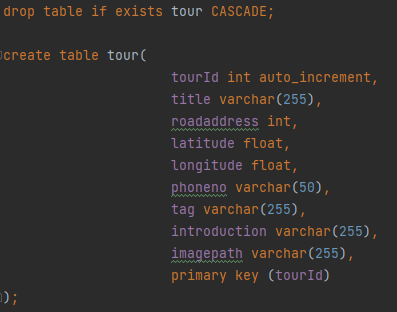 drop table if exists tour CASCADE;
create table tour(
tourId int auto_increment,
title varchar(255),
roadaddress int,
latitude float,
longitude float,
phoneno varchar(50),
tag varchar(255),
introduction varchar(255),
imagepath varchar(255),
primary key (tourId)
);